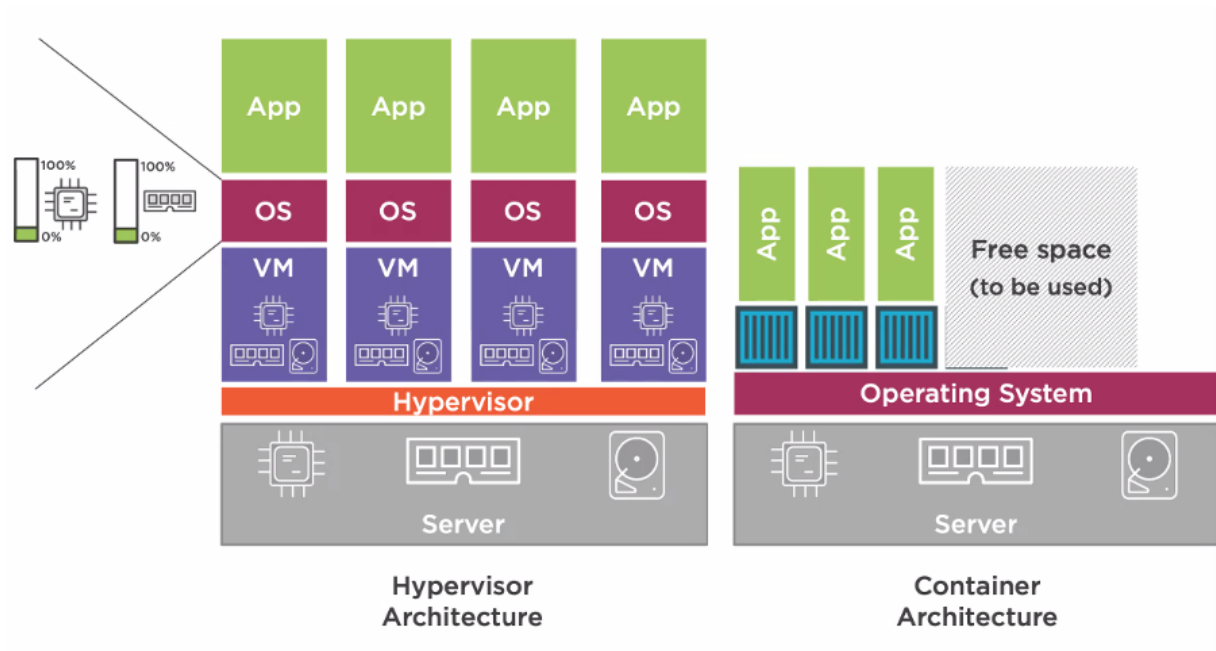 App
App
App
App
100%
100%
0%
0%
OS
OS
OS
OS
VM
VM
VM
VM
Hypervisor
Server
Hypervisor
Architecture
App
App
App
Free space
(to be used)
Operating System
Server
Container
Architecture